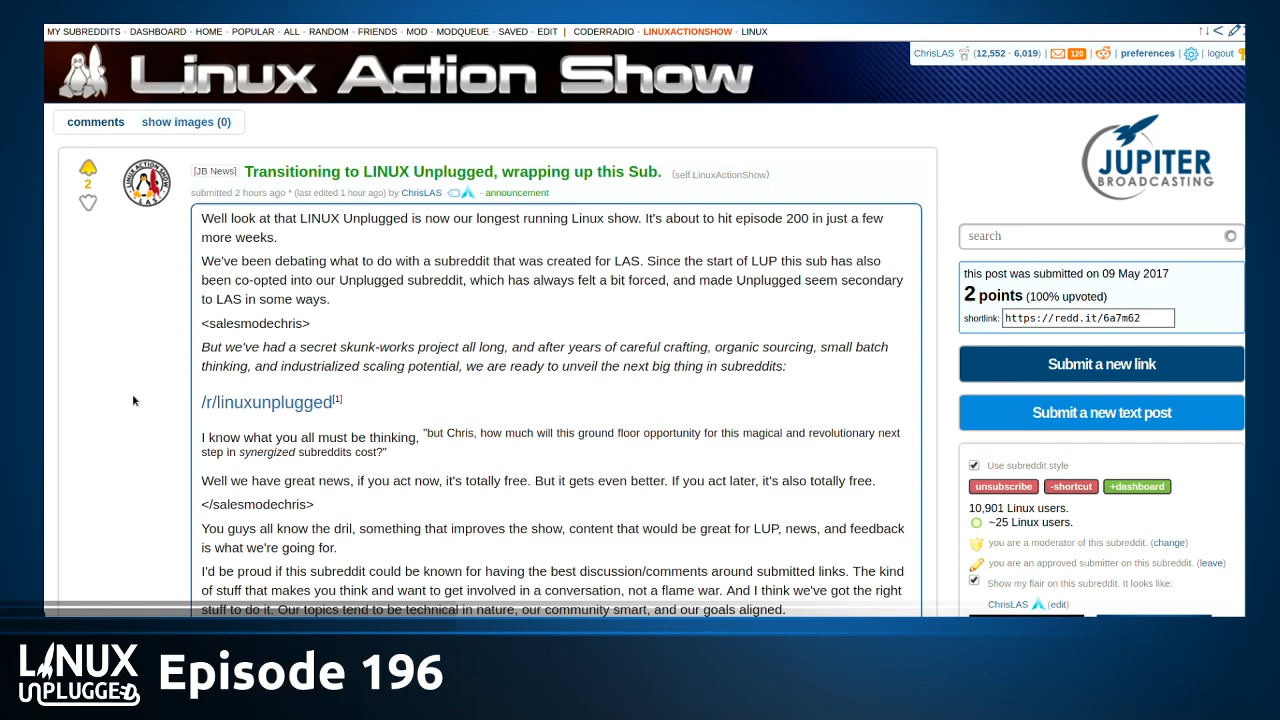 MY SUBREDDITS - DASHBOARD - HOME - POPULAR - ALL - RANDOM - FRIENDS - MOD - MODQUEUE - SAVED - EDIT | CODERRADIO - LINUXACTIONSHOW - LINUX
Linux Action Show
ChrisLAS (12,552 · 6,019) | 120 | | preferences | | logout
comments show images (0)
JUPITER
BROADCASTING
2
LINUX ACTION SHOW
LAS
[JB News] Transitioning to LINUX Unplugged, wrapping up this Sub. (self.LinuxActionShow)
submitted 2 hours ago * (last edited 1 hour ago) by ChrisLAS - announcement
Well look at that LINUX Unplugged is now our longest running Linux show. It's about to hit episode 200 in just a few
more weeks.
We've been debating what to do with a subreddit that was created for LAS. Since the start of LUP this sub has also
been co-opted into our Unplugged subreddit, which has always felt a bit forced, and made Unplugged seem secondary
to LAS in some ways.
<salesmodechris>
But we've had a secret skunk-works project all long, and after years of careful crafting, organic sourcing, small batch
thinking, and industrialized scaling potential, we are ready to unveil the next big thing in subreddits:
/r/linuxunplugged[1]
I know what you all must be thinking, "but Chris, how much will this ground floor opportunity for this magical and revolutionary next
step in synergized subreddits cost?"
Well we have great news, if you act now, it's totally free. But it gets even better. If you act later, it's also totally free.
</salesmodechris>
You guys all know the dril, something that improves the show, content that would be great for LUP, news, and feedback
is what we're going for.
I'd be proud if this subreddit could be known for having the best discussion/comments around submitted links. The kind
of stuff that makes you think and want to get involved in a conversation, not a flame war. And I think we've got the right
stuff to do it. Our topics tend to be technical in nature, our community smart, and our goals aligned.
search
this post was submitted on 09 May 2017
2 points (100% upvoted)
shortlink: https://redd.it/6a7m62
Submit a new link
Submit a new text post
Use subreddit style
unsubscribe -shortcut +dashboard
10,901 Linux users.
~25 Linux users.
you are a moderator of this subreddit. (change)
you are an approved submitter on this subreddit. (leave)
Show my flair on this subreddit. It looks like:
ChrisLAS (edit)
LINUX
UNPLUGGED
Episode 196